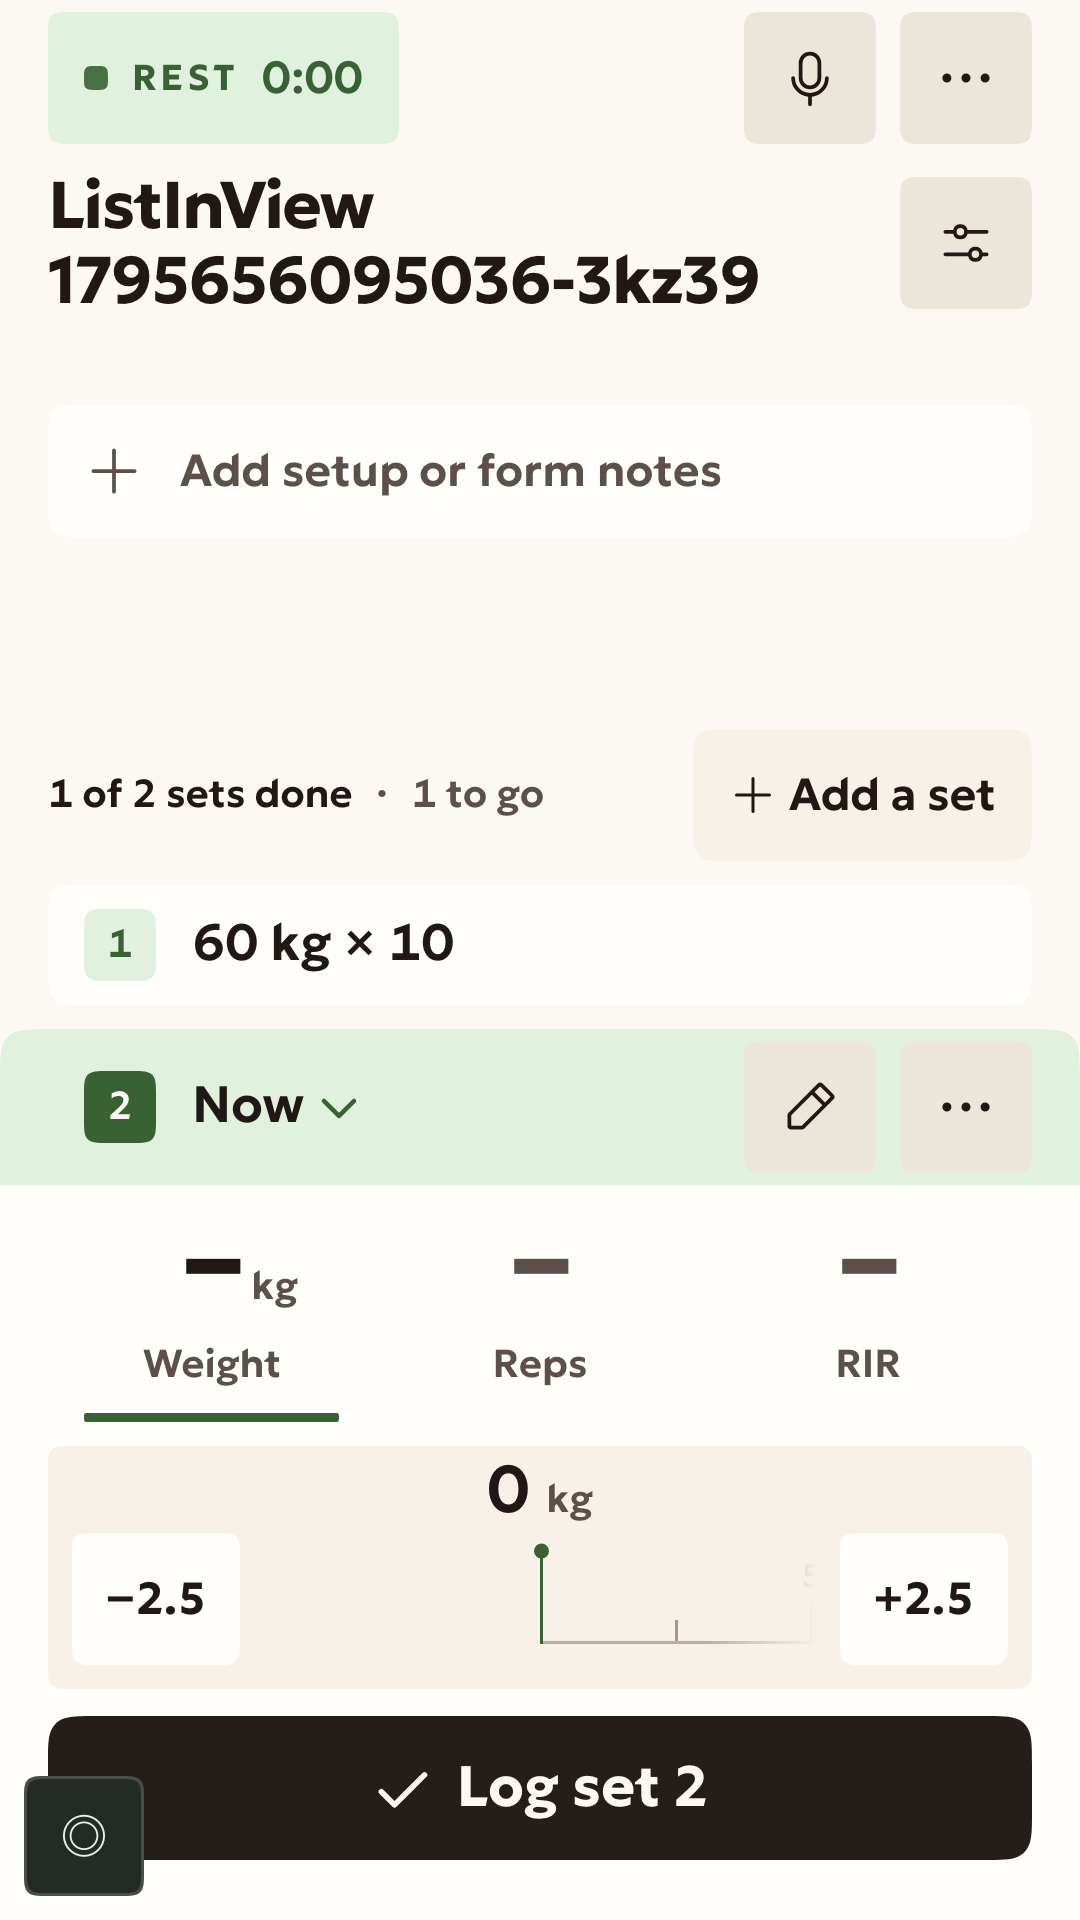 REST 0:00
ListInView
1795656095036-3kz39
Add setup or form notes
1 of 2 sets done · 1 to go
Add a set
1 60 kg × 10
2 Now
– kg – –
Weight Reps RIR
0 kg
5
−2.5 +2.5
Log set 2